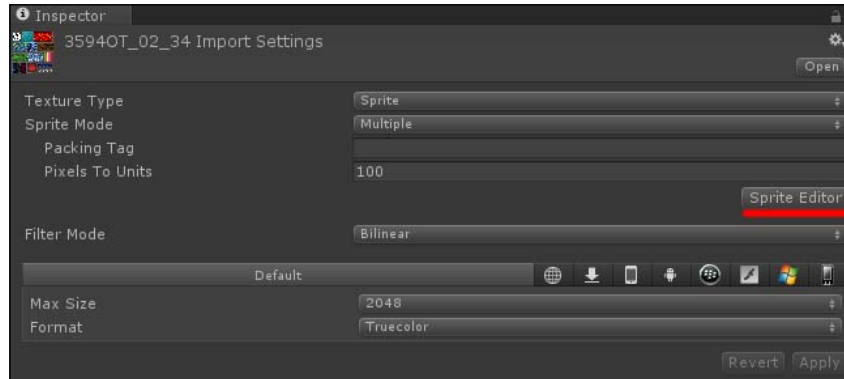 Inspector
3594OT_02_34 Import Settings
Open
Texture Type Sprite
Sprite Mode Multiple
Packing Tag
Pixels To Units 100
Sprite Editor
Filter Mode Bilinear
Default
Max Size 2048
Format Truecolor
Revert Apply